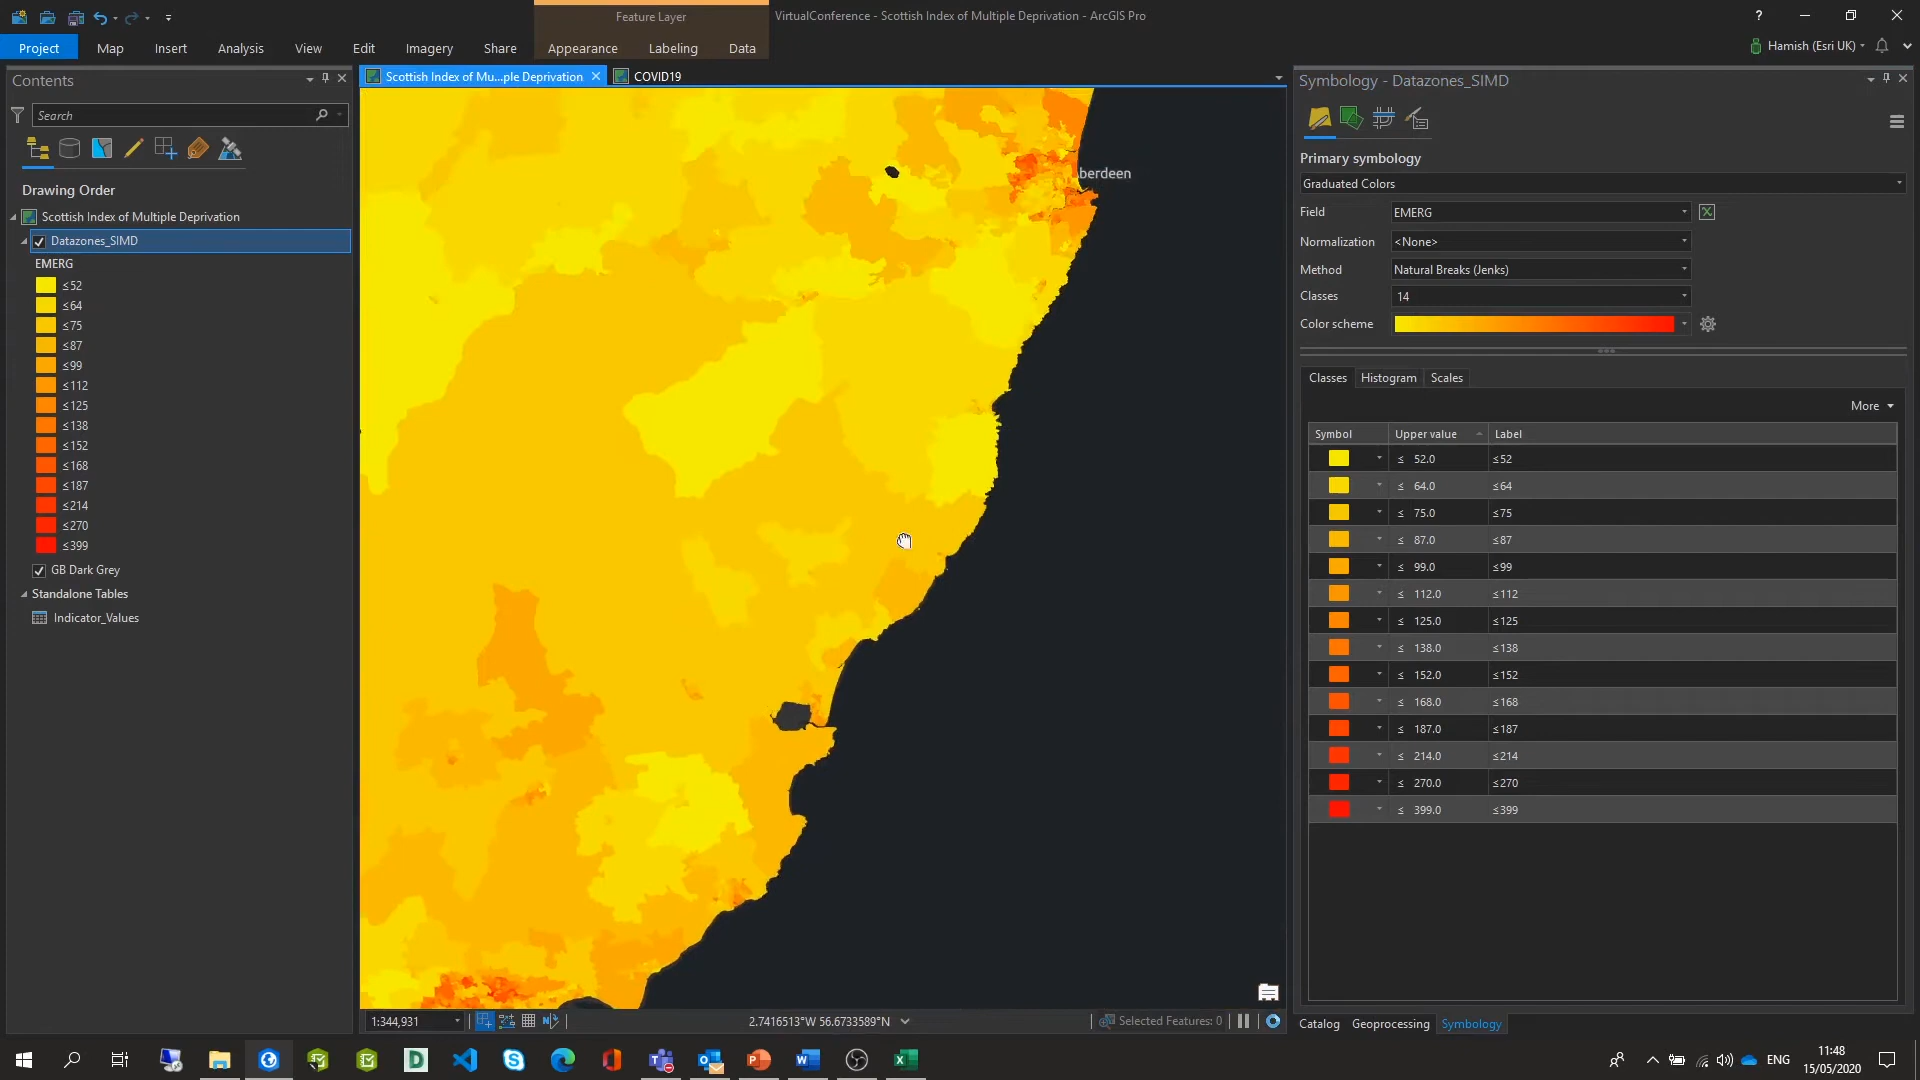 Feature Layer
VirtualConference - Scottish Index of Multiple Deprivation - ArcGIS Pro
?
Project Map Insert Analysis View Edit Imagery Share Appearance Labeling Data
Hamish (Esri UK)
Contents
Search
Drawing Order
Scottish Index of Multiple Deprivation
Datazones_SIMD
EMERG
≤52
≤64
≤75
≤87
≤99
≤112
≤125
≤138
≤152
≤168
≤187
≤214
≤270
≤399
GB Dark Grey
Standalone Tables
Indicator_Values
Scottish Index of Mu...ple Deprivation
COVID19
berdeen
1:344,931
2.7416513°W 56.6733589°N
Selected Features: 0
Symbology - Datazones_SIMD
Primary symbology
Graduated Colors
Field EMERG
Normalization <None>
Method Natural Breaks (Jenks)
Classes 14
Color scheme
Classes Histogram Scales
More
Symbol Upper value Label
≤ 52.0 ≤52
≤ 64.0 ≤64
≤ 75.0 ≤75
≤ 87.0 ≤87
≤ 99.0 ≤99
≤ 112.0 ≤112
≤ 125.0 ≤125
≤ 138.0 ≤138
≤ 152.0 ≤152
≤ 168.0 ≤168
≤ 187.0 ≤187
≤ 214.0 ≤214
≤ 270.0 ≤270
≤ 399.0 ≤399
Catalog Geoprocessing Symbology
ENG
11:48
15/05/2020